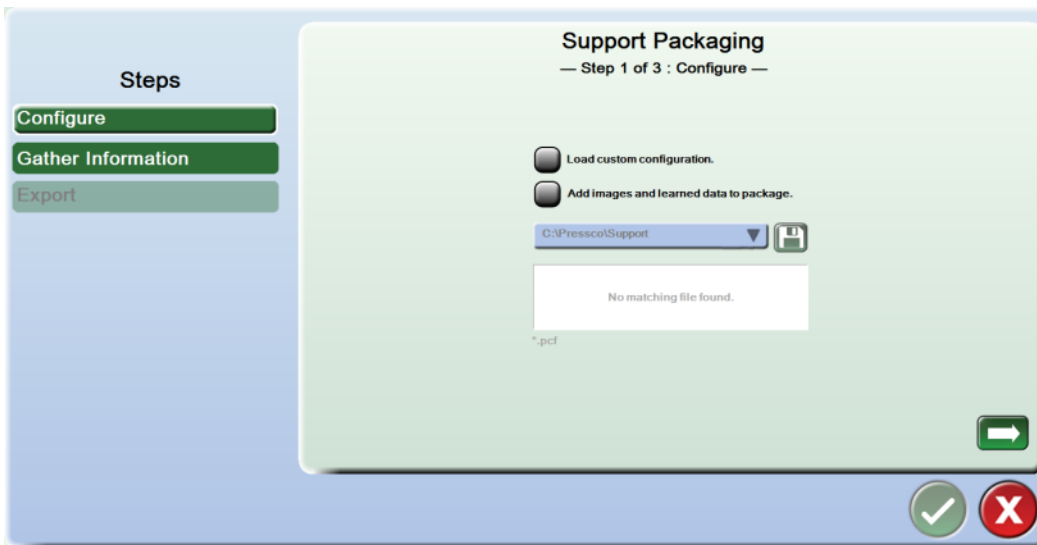 Steps
Configure
Gather Information
Export
Support Packaging
— Step 1 of 3 : Configure —
Load custom configuration.
Add images and learned data to package.
C:\Pressco\Support
No matching file found.
*.pcf